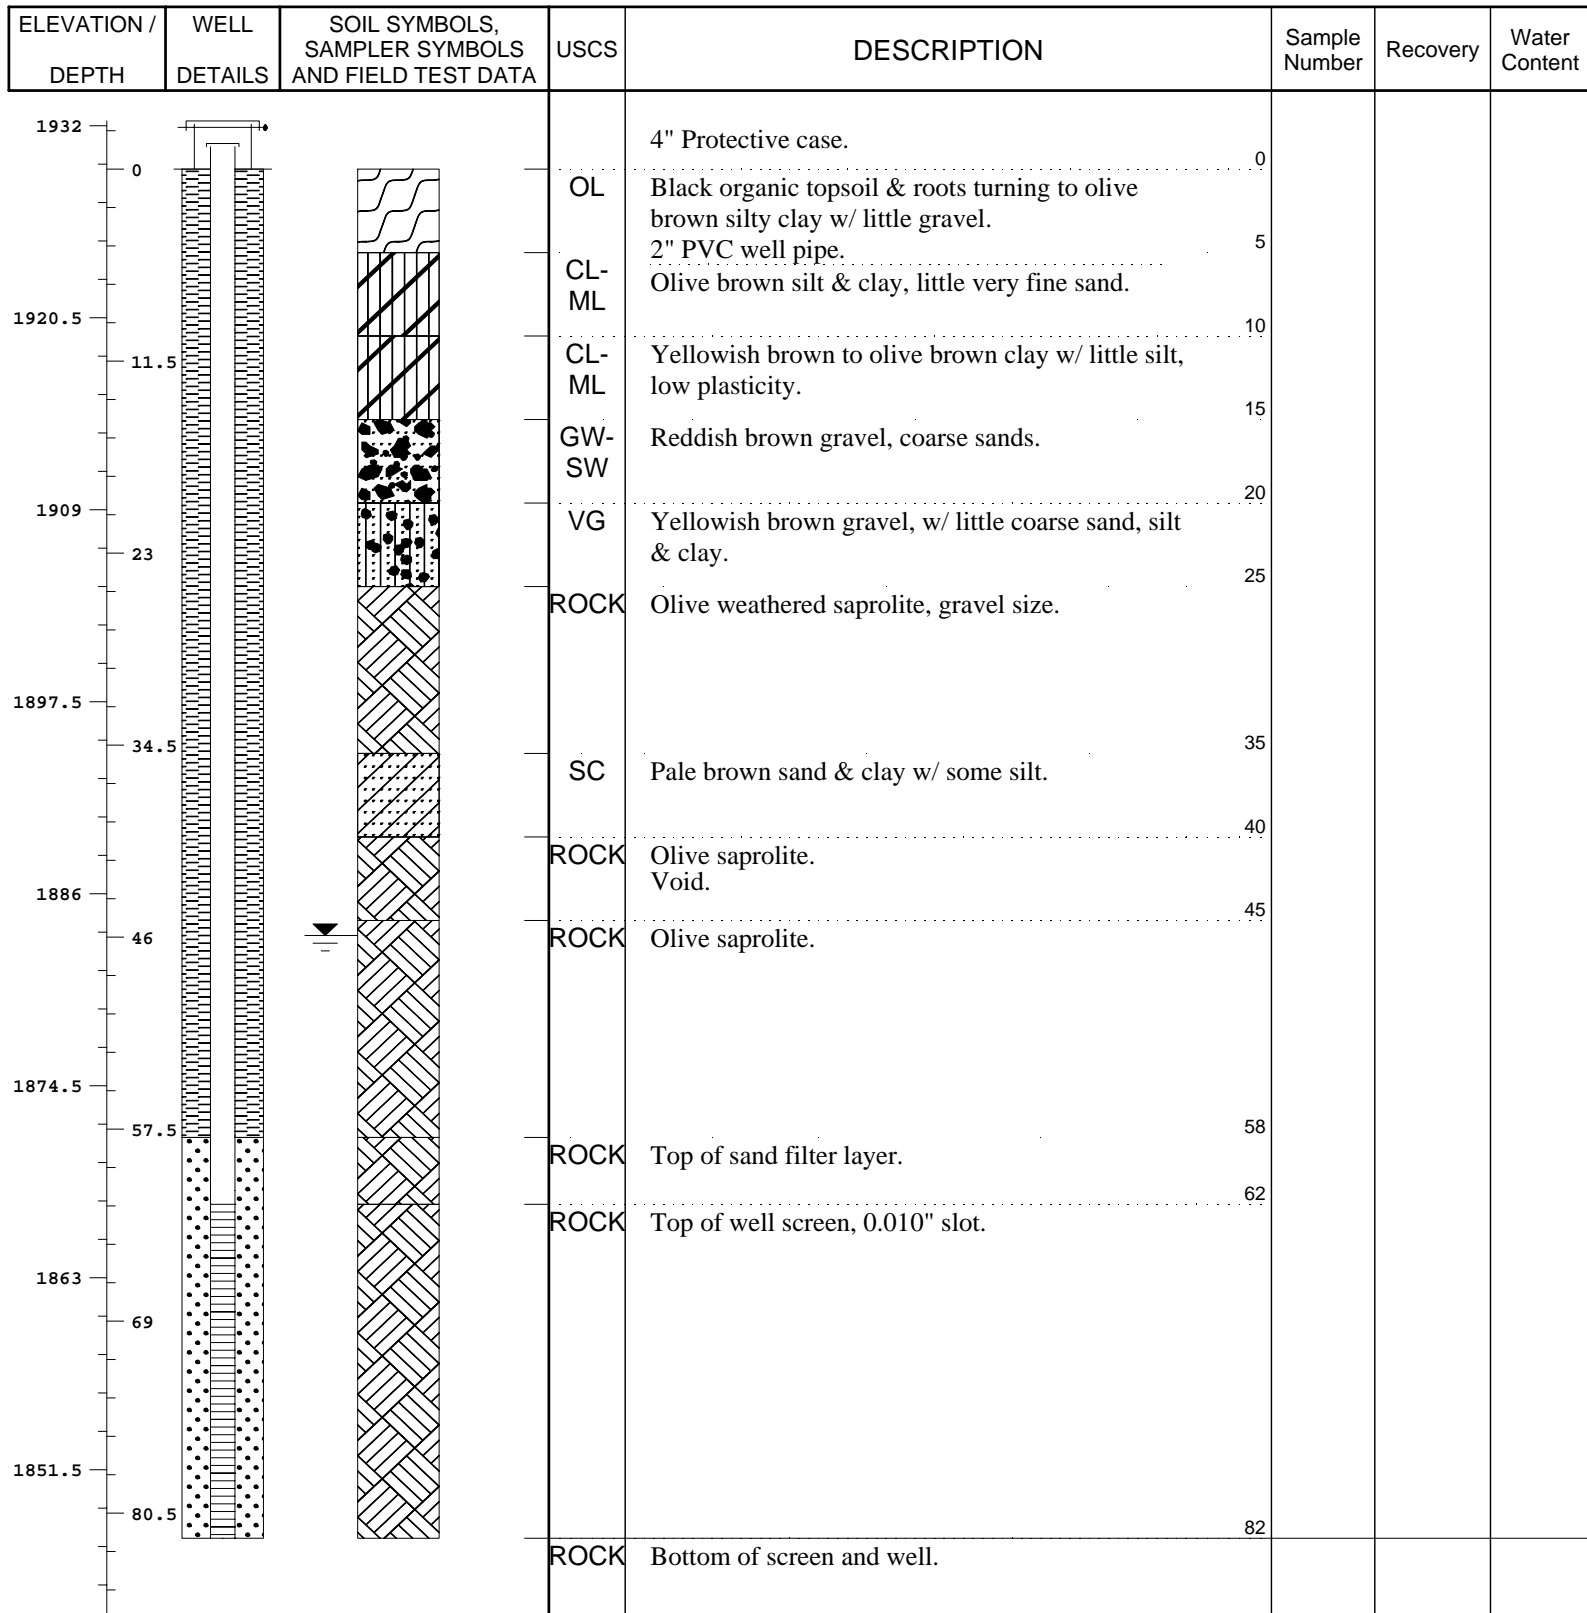 ELEVATION /
DEPTH
WELL
DETAILS
SOIL SYMBOLS,
SAMPLER SYMBOLS
AND FIELD TEST DATA
USCS
DESCRIPTION
Sample
Number
Recovery
Water
Content
1932
4" Protective case.
0
0
OL
Black organic topsoil & roots turning to olive
brown silty clay w/ little gravel.
2" PVC well pipe.
5
CL-
ML
Olive brown silt & clay, little very fine sand.
1920.5
10
11.5
CL-
ML
Yellowish brown to olive brown clay w/ little silt,
low plasticity.
15
GW-
SW
Reddish brown gravel, coarse sands.
20
1909
VG
Yellowish brown gravel, w/ little coarse sand, silt
& clay.
23
25
ROCK
Olive weathered saprolite, gravel size.
1897.5
34.5
35
SC
Pale brown sand & clay w/ some silt.
40
ROCK
Olive saprolite.
Void.
1886
45
46
ROCK
Olive saprolite.
1874.5
57.5
58
ROCK
Top of sand filter layer.
62
ROCK
Top of well screen, 0.010" slot.
1863
69
1851.5
80.5
82
ROCK
Bottom of screen and well.